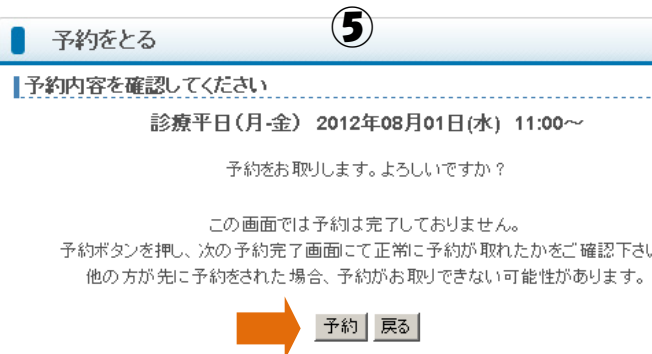 ⑤
予約をとる
予約内容を確認してください
診療平日(月-金) 2012年08月01日(水) 11:00~
予約をお取りします。よろしいですか?
この画面では予約は完了しておりません。
予約ボタンを押し、次の予約完了画面にて正常に予約が取れたかをご確認下さい
他の方が先に予約をされた場合、予約がお取りできない可能性があります。
予約 戻る